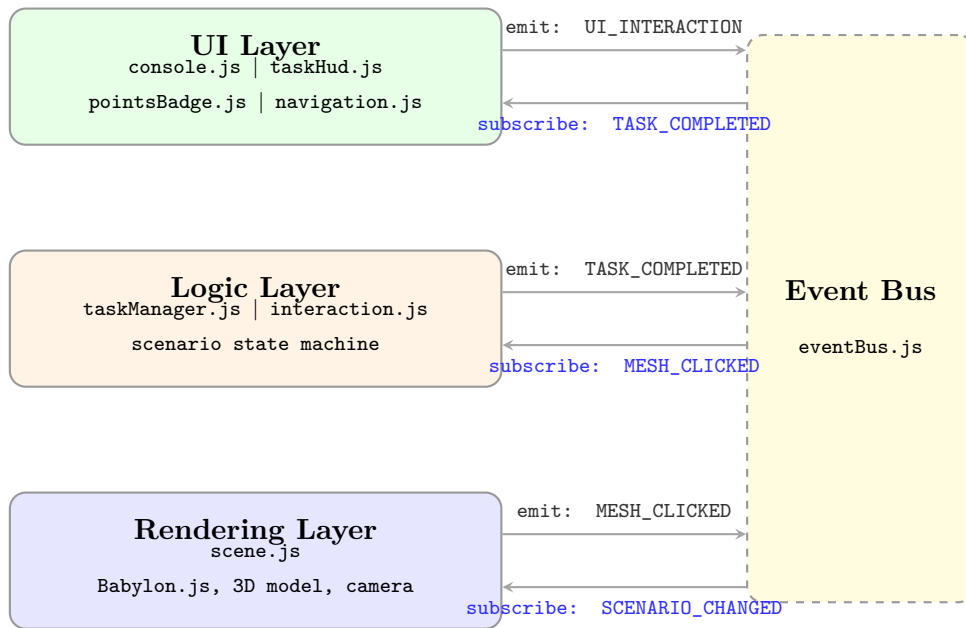 UI Layer
console.js | taskHud.js
pointsBadge.js | navigation.js
emit: UI_INTERACTION
subscribe: TASK_COMPLETED
Logic Layer
taskManager.js | interaction.js
scenario state machine
emit: TASK_COMPLETED
subscribe: MESH_CLICKED
Event Bus
eventBus.js
Rendering Layer
scene.js
Babylon.js, 3D model, camera
emit: MESH_CLICKED
subscribe: SCENARIO_CHANGED